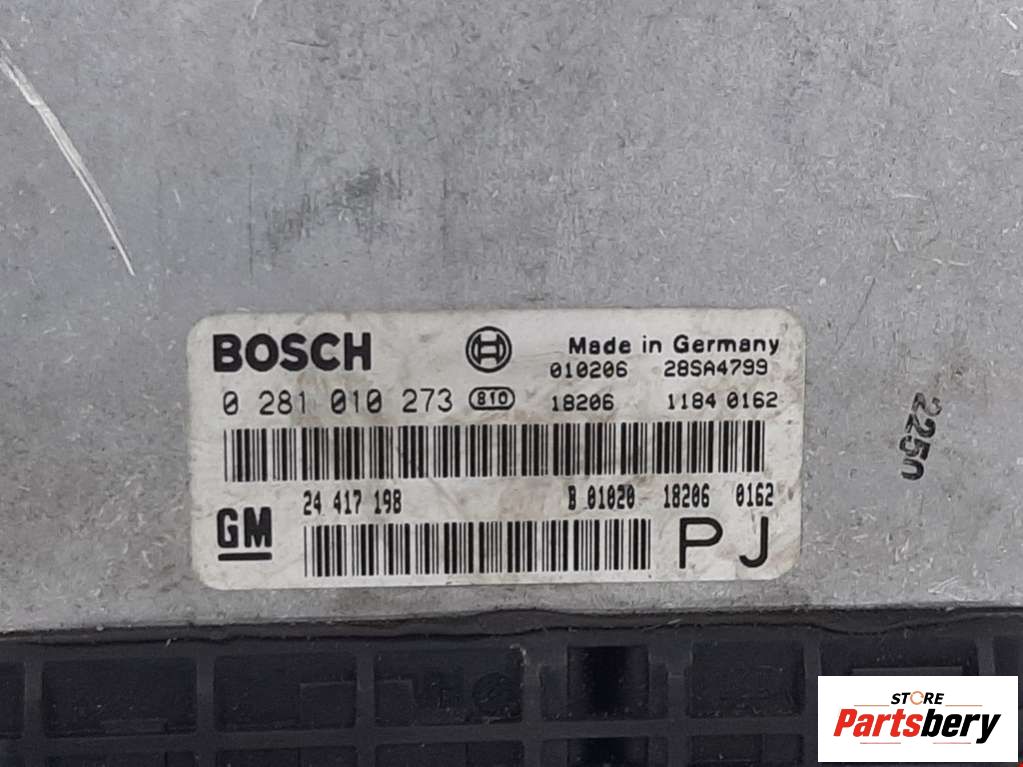 BOSCH Made in Germany
010206 28SA4799
0 281 010 273 810 18206 1184 0162
24 417 198 B 01020 18206 0162
GM PJ
2250
STORE
Partsbery